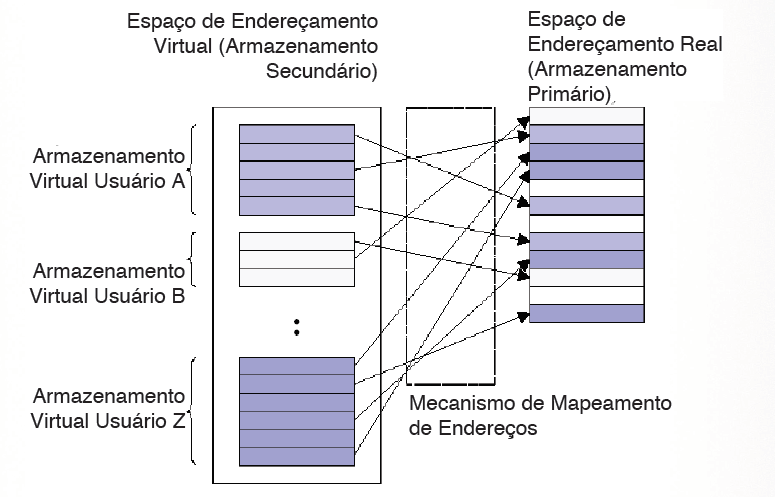 Espaço de Endereçamento
Virtual (Armazenamento
Secundário)
Espaço de
Endereçamento Real
(Armazenamento
Primário)
Armazenamento
Virtual Usuário A
Armazenamento
Virtual Usuário B
Armazenamento
Virtual Usuário Z
Mecanismo de Mapeamento
de Endereços